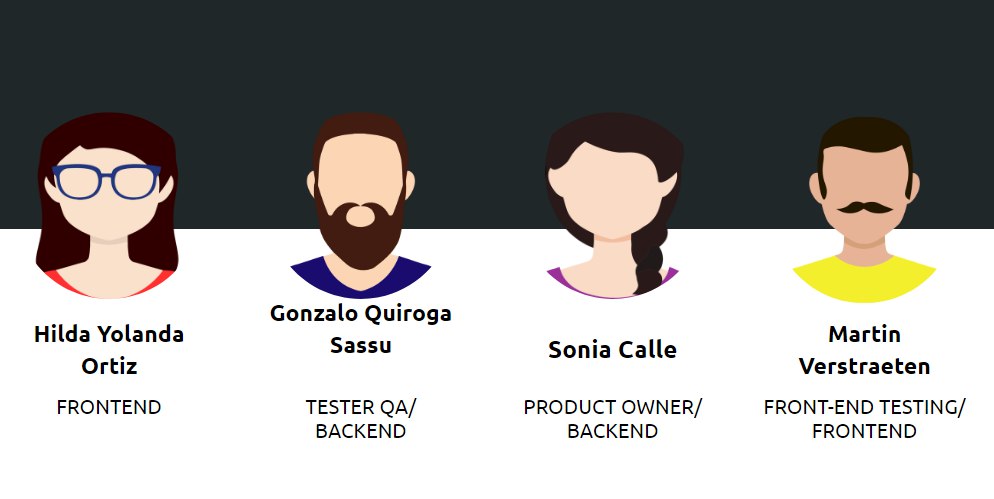 Hilda Yolanda
Ortiz
FRONTEND
Gonzalo Quiroga
Sassu
TESTER QA/
BACKEND
Sonia Calle
PRODUCT OWNER/
BACKEND
Martin
Verstraeten
FRONT-END TESTING/
FRONTEND